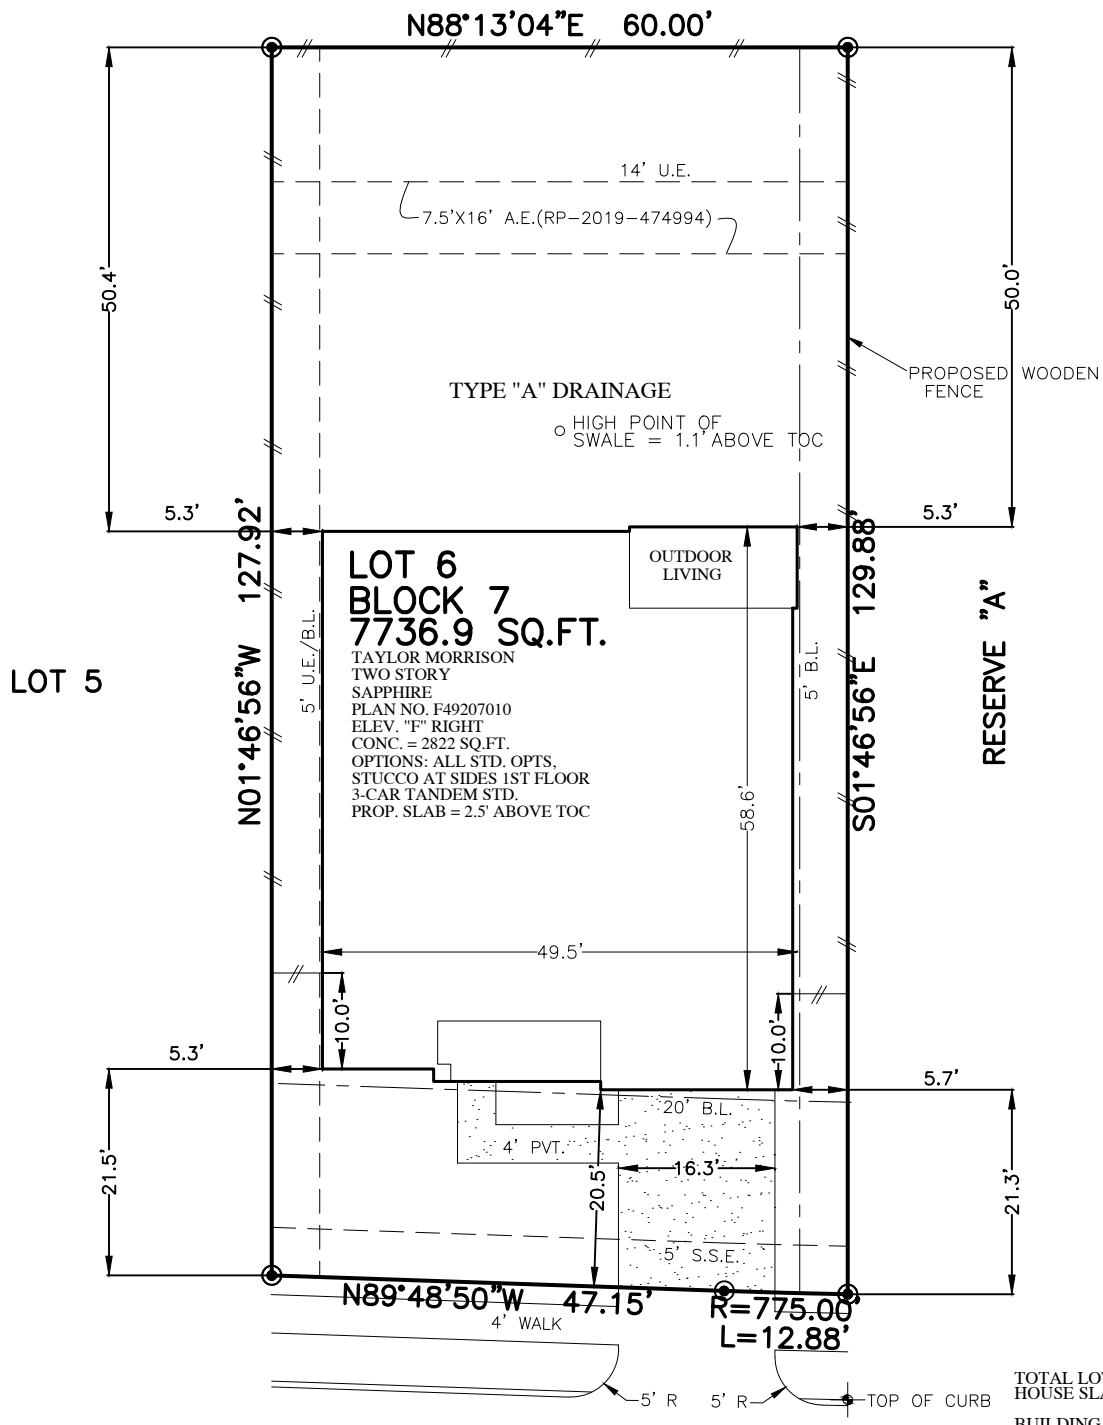 N88°13'04"E 60.00'
14' U.E.
7.5'X16' A.E.(RP-2019-474994)
50.4'
50.0'
PROPOSED WOODEN
FENCE
TYPE "A" DRAINAGE
HIGH POINT OF
SWALE = 1.1' ABOVE TOC
5.3'
5.3'
N01°46'56"W 127.92'
S01°46'56"E 129.88'
OUTDOOR
LIVING
LOT 6
BLOCK 7
7736.9 SQ.FT.
TAYLOR MORRISON
TWO STORY
SAPPHIRE
PLAN NO. F49207010
ELEV. "F" RIGHT
CONC. = 2822 SQ.FT.
OPTIONS: ALL STD. OPTS,
STUCCO AT SIDES 1ST FLOOR
3-CAR TANDEM STD.
PROP. SLAB = 2.5' ABOVE TOC
5' U.E./B.L.
5' B.L.
LOT 5
RESERVE "A"
58.6'
49.5'
10.0'
10.0'
5.3'
5.7'
20' B.L.
4' PVT.
16.3'
20.5'
21.5'
21.3'
5' S.S.E.
N89°48'50"W 47.15'
R=775.00'
L=12.88'
4' WALK
5' R
5' R
TOP OF CURB
TOTAL LOT
HOUSE SLA
BUILDING